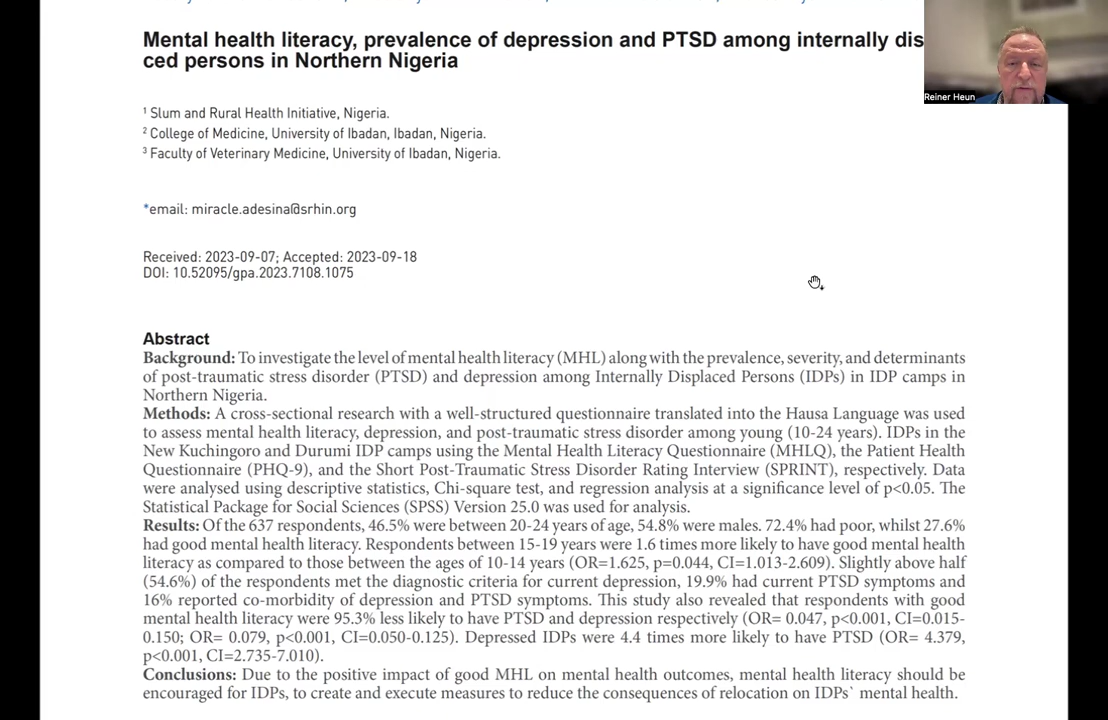 Mental health literacy, prevalence of depression and PTSD among internally dis
ced persons in Northern Nigeria
Reiner Heun
1 Slum and Rural Health Initiative, Nigeria.
2 College of Medicine, University of Ibadan, Ibadan, Nigeria.
3 Faculty of Veterinary Medicine, University of Ibadan, Nigeria.
*email: miracle.adesina@srhin.org
Received: 2023-09-07; Accepted: 2023-09-18
DOI: 10.52095/gpa.2023.7108.1075
Abstract
Background: To investigate the level of mental health literacy (MHL) along with the prevalence, severity, and determinants
of post-traumatic stress disorder (PTSD) and depression among Internally Displaced Persons (IDPs) in IDP camps in
Northern Nigeria.
Methods: A cross-sectional research with a well-structured questionnaire translated into the Hausa Language was used
to assess mental health literacy, depression, and post-traumatic stress disorder among young (10-24 years). IDPs in the
New Kuchingoro and Durumi IDP camps using the Mental Health Literacy Questionnaire (MHLQ), the Patient Health
Questionnaire (PHQ-9), and the Short Post-Traumatic Stress Disorder Rating Interview (SPRINT), respectively. Data
were analysed using descriptive statistics, Chi-square test, and regression analysis at a significance level of p<0.05. The
Statistical Package for Social Sciences (SPSS) Version 25.0 was used for analysis.
Results: Of the 637 respondents, 46.5% were between 20-24 years of age, 54.8% were males. 72.4% had poor, whilst 27.6%
had good mental health literacy. Respondents between 15-19 years were 1.6 times more likely to have good mental health
literacy as compared to those between the ages of 10-14 years (OR=1.625, p=0.044, CI=1.013-2.609). Slightly above half
(54.6%) of the respondents met the diagnostic criteria for current depression, 19.9% had current PTSD symptoms and
16% reported co-morbidity of depression and PTSD symptoms. This study also revealed that respondents with good
mental health literacy were 95.3% less likely to have PTSD and depression respectively (OR= 0.047, p<0.001, CI=0.015-
0.150; OR= 0.079, p<0.001, CI=0.050-0.125). Depressed IDPs were 4.4 times more likely to have PTSD (OR= 4.379,
p<0.001, CI=2.735-7.010).
Conclusions: Due to the positive impact of good MHL on mental health outcomes, mental health literacy should be
encouraged for IDPs, to create and execute measures to reduce the consequences of relocation on IDPs` mental health.